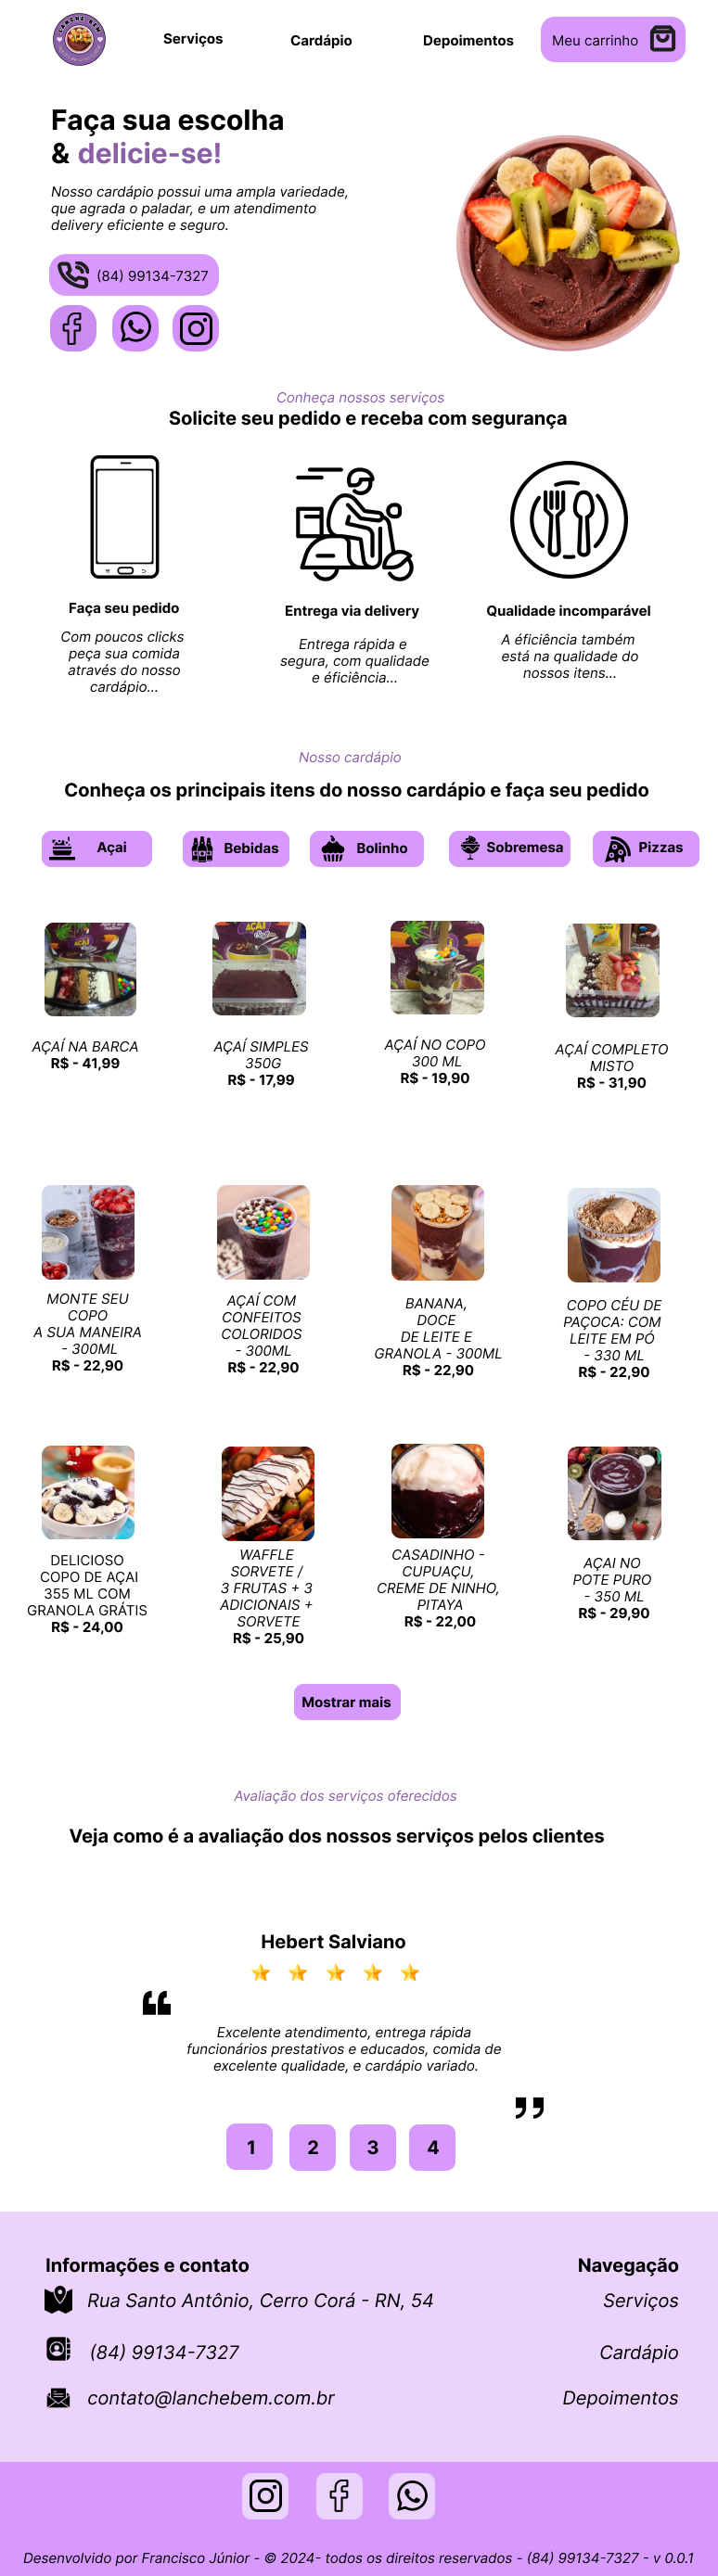 LANCHE BEM
Serviços
Cardápio
Depoimentos
Meu carrinho
Faça sua escolha
& delicie-se!
Nosso cardápio possui uma ampla variedade,
que agrada o paladar, e um atendimento
delivery eficiente e seguro.
(84) 99134-7327
Conheça nossos serviços
Solicite seu pedido e receba com segurança
Faça seu pedido
Com poucos clicks
peça sua comida
através do nosso
cardápio...
Entrega via delivery
Entrega rápida e
segura, com qualidade
e éficiência...
Qualidade incomparável
A éficiência também
está na qualidade do
nossos itens...
Nosso cardápio
Conheça os principais itens do nosso cardápio e faça seu pedido
Açai
Bebidas
Bolinho
Sobremesa
Pizzas
AÇAÍ NA BARCA
R$ - 41,99
AÇAÍ SIMPLES
350G
R$ - 17,99
AÇAÍ NO COPO
300 ML
R$ - 19,90
AÇAÍ COMPLETO
MISTO
R$ - 31,90
MONTE SEU
COPO
A SUA MANEIRA
- 300ML
R$ - 22,90
AÇAÍ COM
CONFEITOS
COLORIDOS
- 300ML
R$ - 22,90
BANANA,
DOCE
DE LEITE E
GRANOLA - 300ML
R$ - 22,90
COPO CÉU DE
PAÇOCA: COM
LEITE EM PÓ
- 330 ML
R$ - 22,90
DELICIOSO
COPO DE AÇAI
355 ML COM
GRANOLA GRÁTIS
R$ - 24,00
WAFFLE
SORVETE /
3 FRUTAS + 3
ADICIONAIS +
SORVETE
R$ - 25,90
CASADINHO -
CUPUAÇU,
CREME DE NINHO,
PITAYA
R$ - 22,00
AÇAI NO
POTE PURO
- 350 ML
R$ - 29,90
Mostrar mais
Avaliação dos serviços oferecidos
Veja como é a avaliação dos nossos serviços pelos clientes
Hebert Salviano
❝
Excelente atendimento, entrega rápida
funcionários prestativos e educados, comida de
excelente qualidade, e cardápio variado.
❞
1
2
3
4
Informações e contato
Rua Santo Antônio, Cerro Corá - RN, 54
(84) 99134-7327
contato@lanchebem.com.br
Navegação
Serviços
Cardápio
Depoimentos
Desenvolvido por Francisco Júnior - © 2024- todos os direitos reservados - (84) 99134-7327 - v 0.0.1